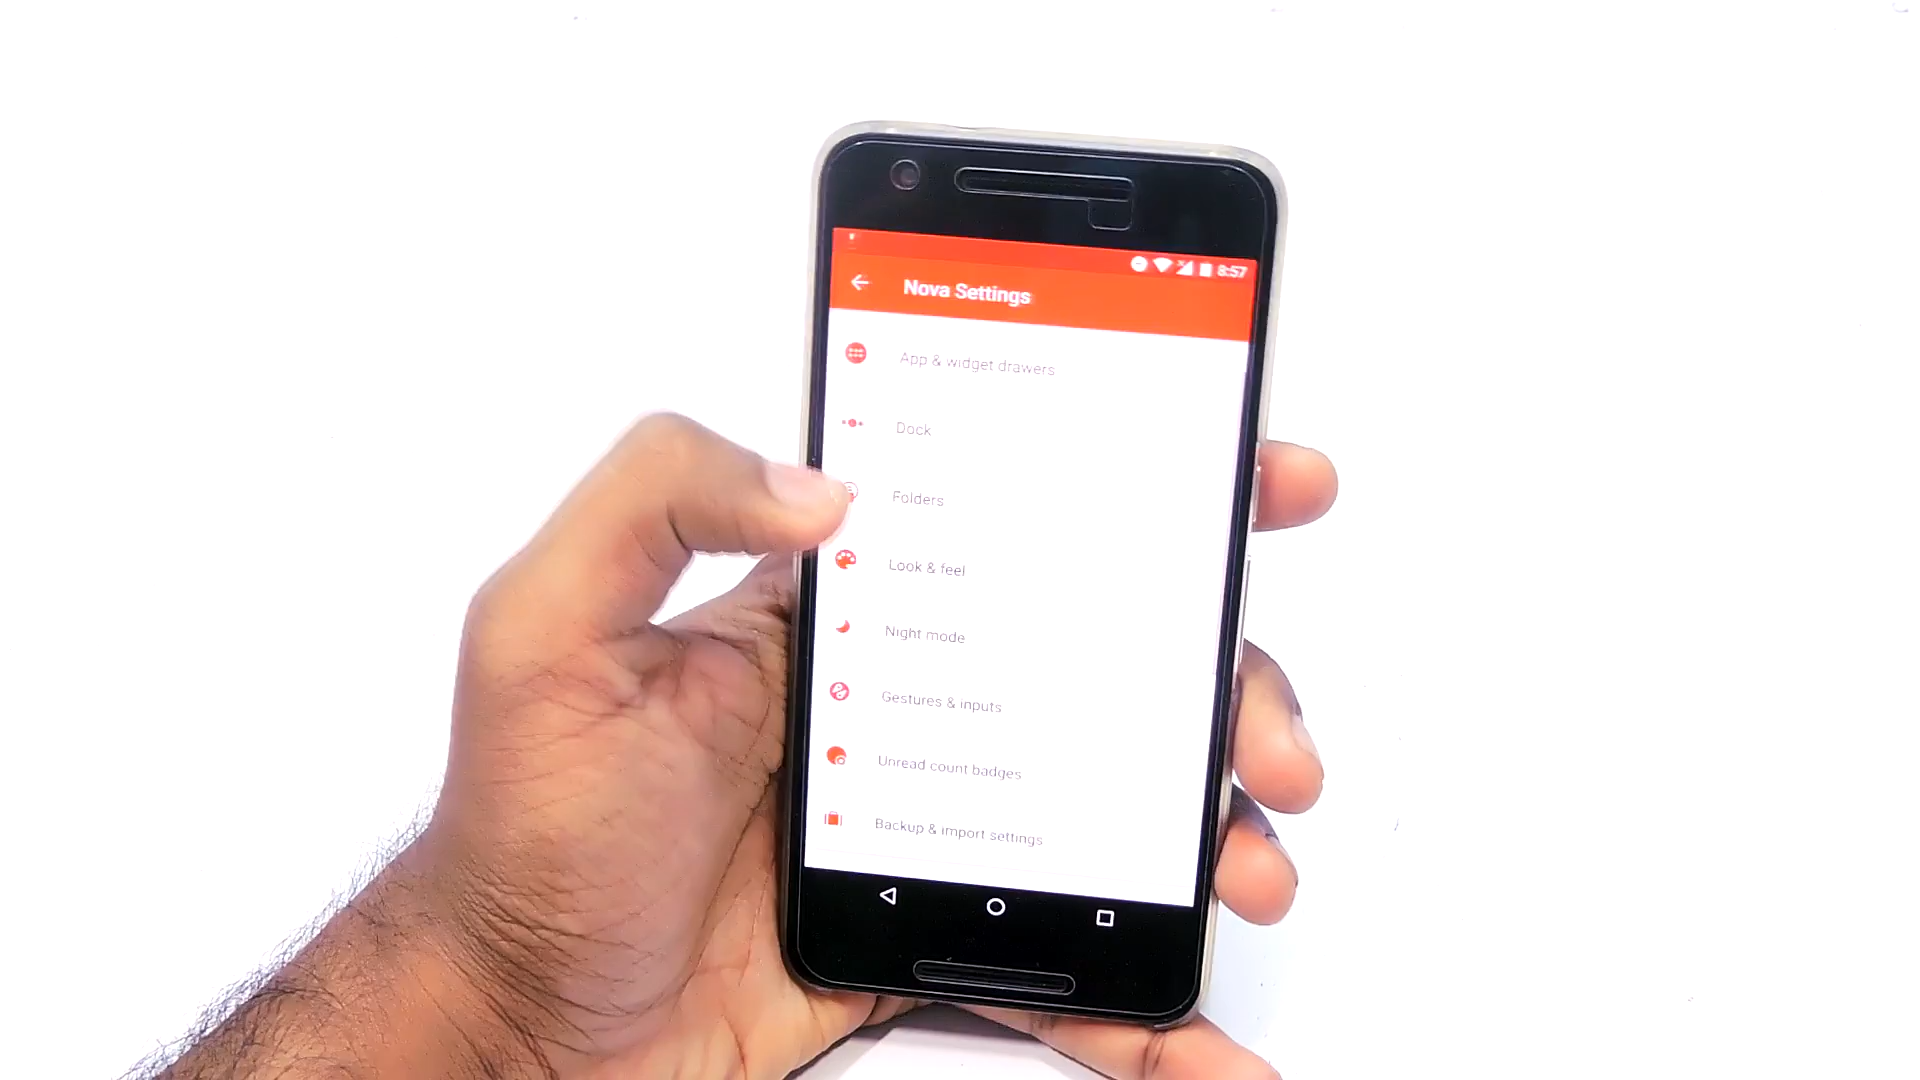 8:57
Nova Settings
App & widget drawers
Dock
Folders
Look & feel
Night mode
Gestures & inputs
Unread count badges
Backup & import settings